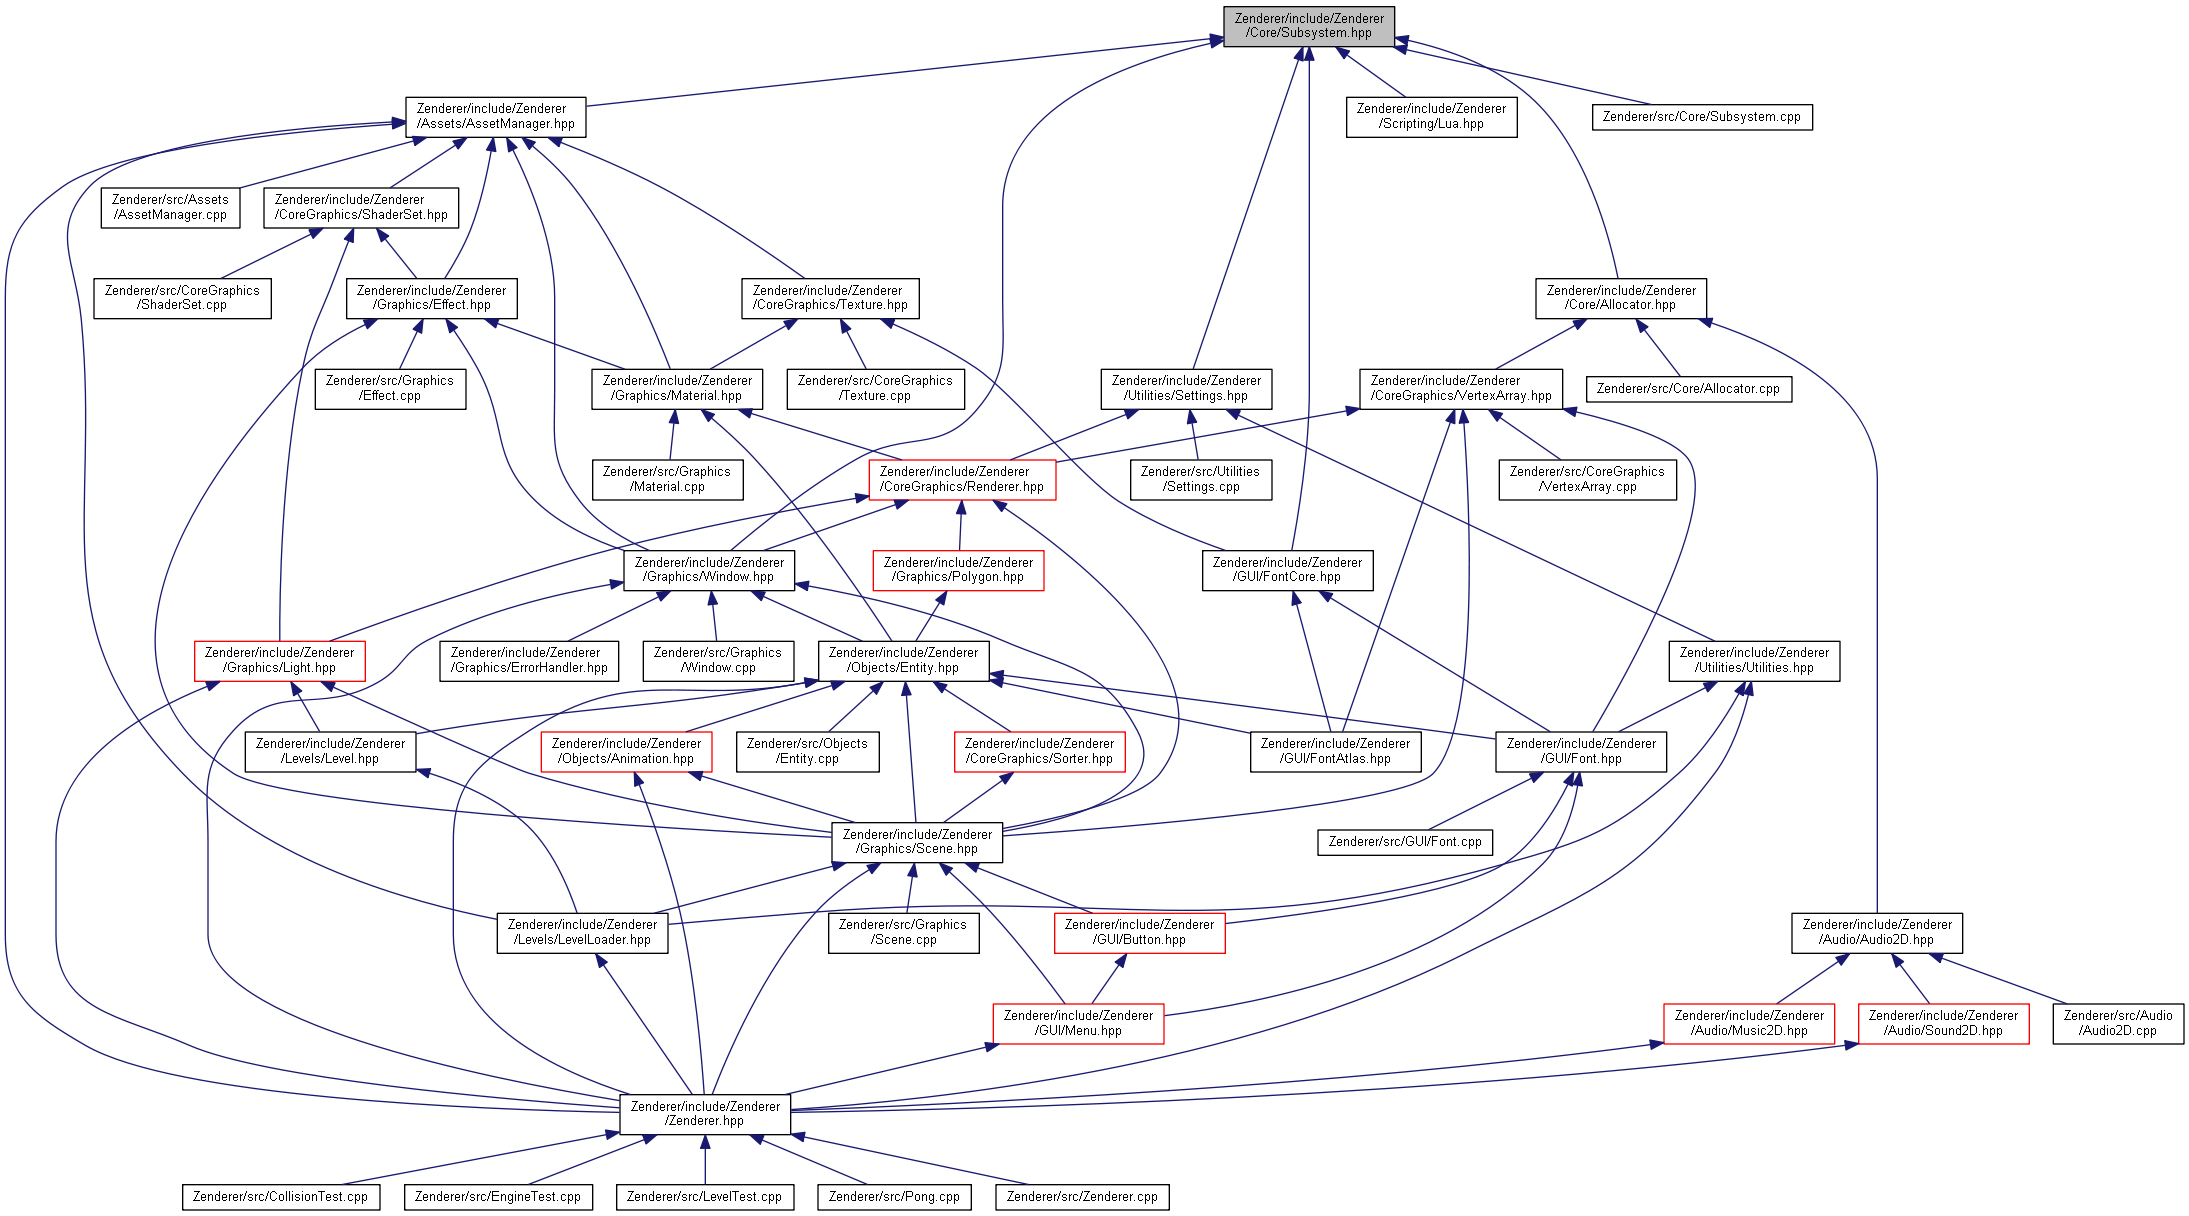 Zenderer/include/Zenderer
/Core/Subsystem.hpp
Zenderer/include/Zenderer
/Assets/AssetManager.hpp
Zenderer/include/Zenderer
/Scripting/Lua.hpp
Zenderer/src/Core/Subsystem.cpp
Zenderer/src/Assets
/AssetManager.cpp
Zenderer/include/Zenderer
/CoreGraphics/ShaderSet.hpp
Zenderer/src/CoreGraphics
/ShaderSet.cpp
Zenderer/include/Zenderer
/Graphics/Effect.hpp
Zenderer/include/Zenderer
/CoreGraphics/Texture.hpp
Zenderer/include/Zenderer
/Core/Allocator.hpp
Zenderer/src/Graphics
/Effect.cpp
Zenderer/include/Zenderer
/Graphics/Material.hpp
Zenderer/src/CoreGraphics
/Texture.cpp
Zenderer/include/Zenderer
/Utilities/Settings.hpp
Zenderer/include/Zenderer
/CoreGraphics/VertexArray.hpp
Zenderer/src/Core/Allocator.cpp
Zenderer/src/Graphics
/Material.cpp
Zenderer/include/Zenderer
/CoreGraphics/Renderer.hpp
Zenderer/src/Utilities
/Settings.cpp
Zenderer/src/CoreGraphics
/VertexArray.cpp
Zenderer/include/Zenderer
/Graphics/Window.hpp
Zenderer/include/Zenderer
/Graphics/Polygon.hpp
Zenderer/include/Zenderer
/GUI/FontCore.hpp
Zenderer/include/Zenderer
/Graphics/Light.hpp
Zenderer/include/Zenderer
/Graphics/ErrorHandler.hpp
Zenderer/src/Graphics
/Window.cpp
Zenderer/include/Zenderer
/Objects/Entity.hpp
Zenderer/include/Zenderer
/Utilities/Utilities.hpp
Zenderer/include/Zenderer
/Levels/Level.hpp
Zenderer/include/Zenderer
/Objects/Animation.hpp
Zenderer/src/Objects
/Entity.cpp
Zenderer/include/Zenderer
/CoreGraphics/Sorter.hpp
Zenderer/include/Zenderer
/GUI/FontAtlas.hpp
Zenderer/include/Zenderer
/GUI/Font.hpp
Zenderer/include/Zenderer
/Graphics/Scene.hpp
Zenderer/src/GUI/Font.cpp
Zenderer/include/Zenderer
/Levels/LevelLoader.hpp
Zenderer/src/Graphics
/Scene.cpp
Zenderer/include/Zenderer
/GUI/Button.hpp
Zenderer/include/Zenderer
/Audio/Audio2D.hpp
Zenderer/include/Zenderer
/GUI/Menu.hpp
Zenderer/include/Zenderer
/Audio/Music2D.hpp
Zenderer/include/Zenderer
/Audio/Sound2D.hpp
Zenderer/src/Audio
/Audio2D.cpp
Zenderer/include/Zenderer
/Zenderer.hpp
Zenderer/src/CollisionTest.cpp
Zenderer/src/EngineTest.cpp
Zenderer/src/LevelTest.cpp
Zenderer/src/Pong.cpp
Zenderer/src/Zenderer.cpp